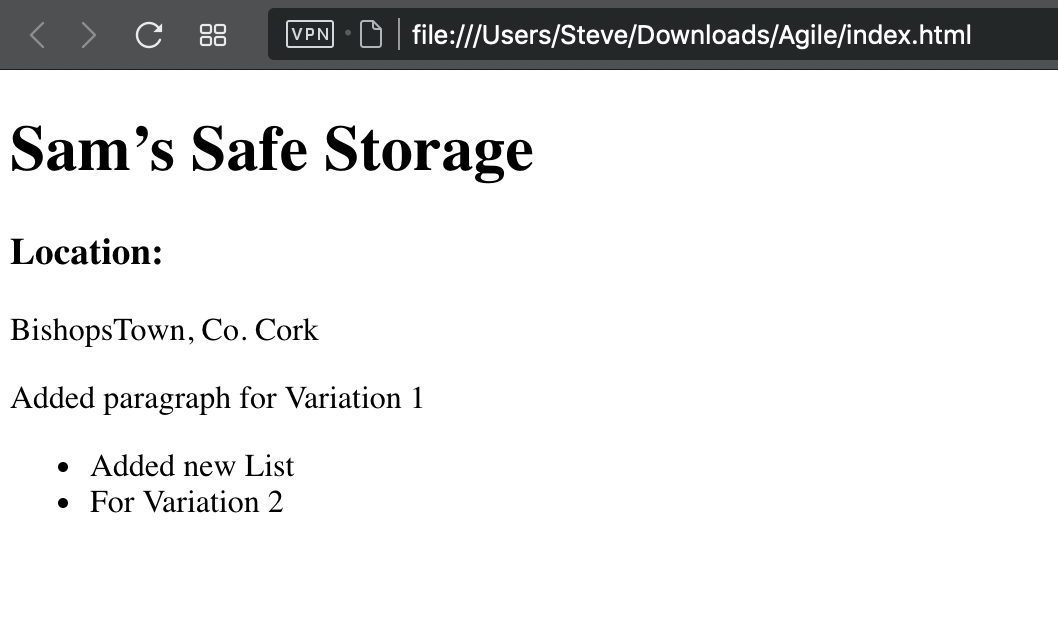 VPN
file:///Users/Steve/Downloads/Agile/index.html
Sam’s Safe Storage
Location:
BishopsTown, Co. Cork
Added paragraph for Variation 1
Added new List
For Variation 2